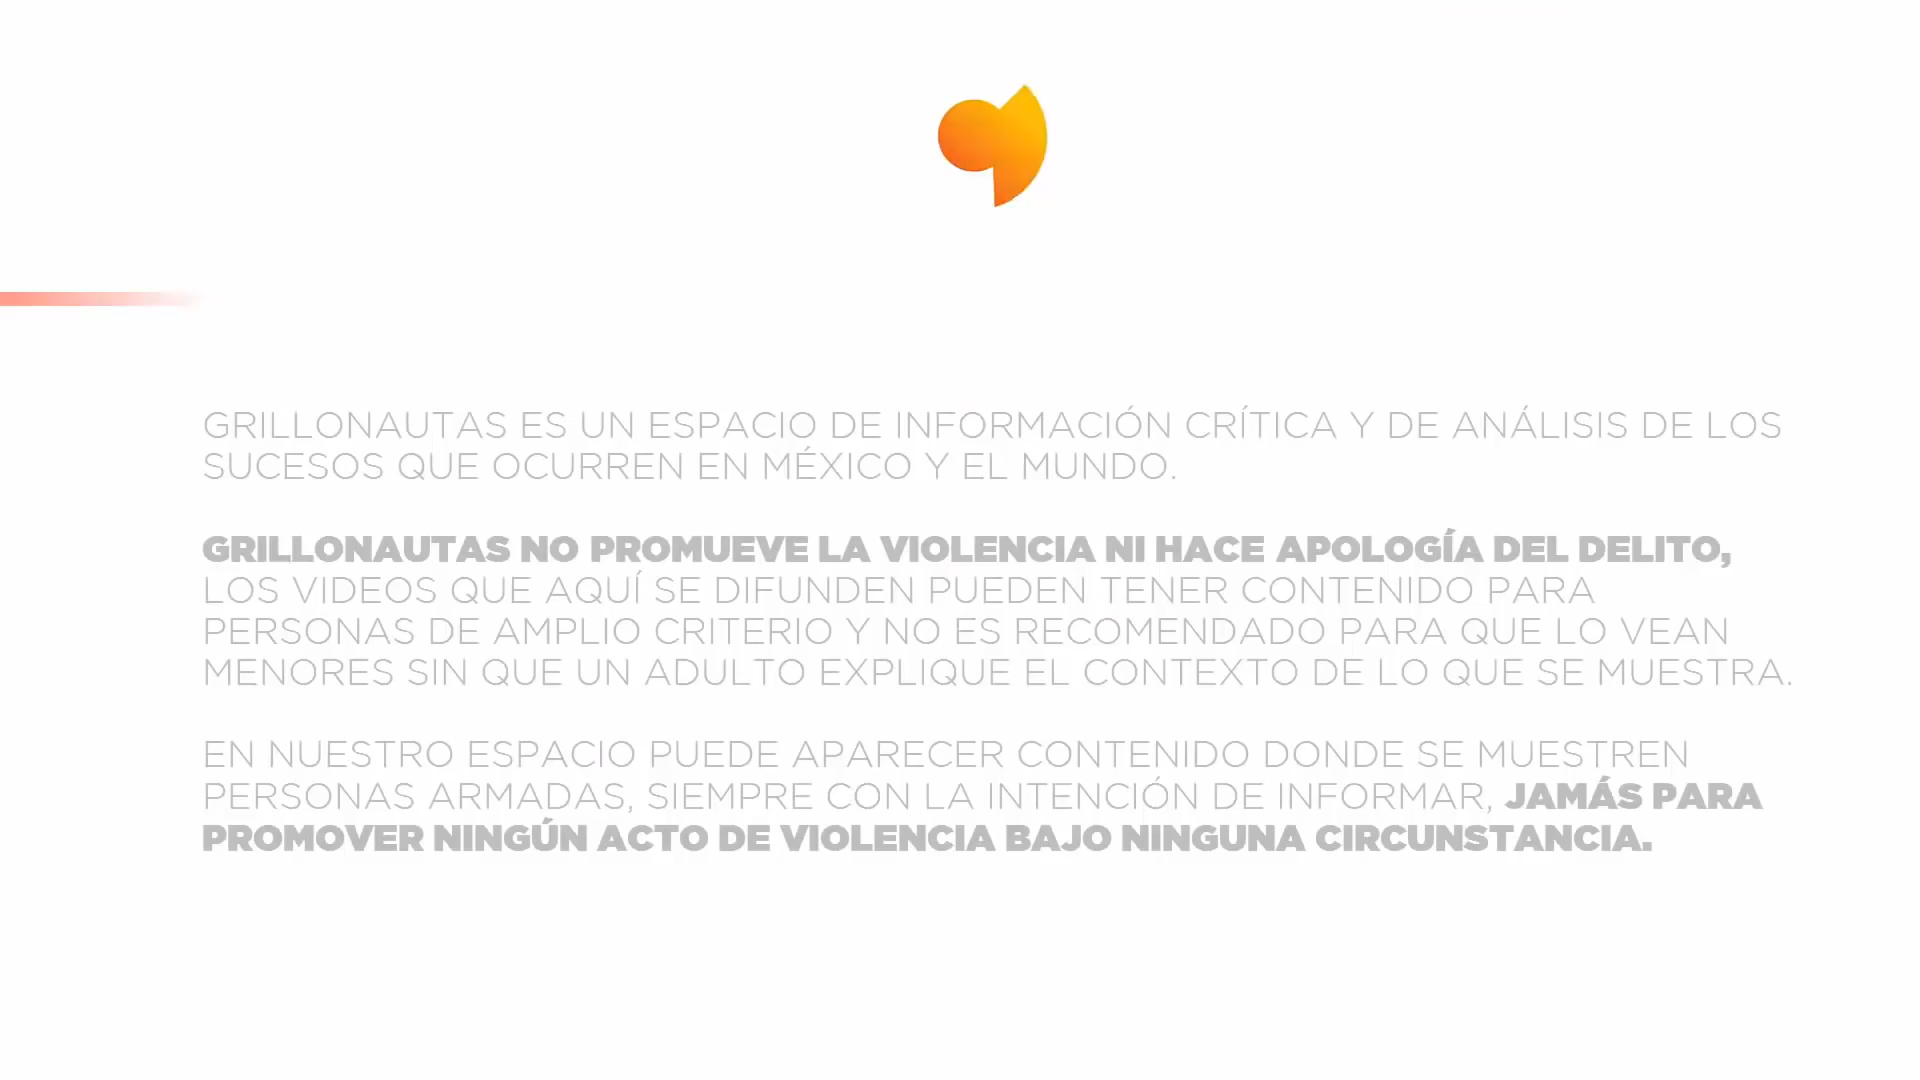 GRILLONAUTAS ES UN ESPACIO DE INFORMACIÓN CRÍTICA Y DE ANÁLISIS DE LOS
SUCESOS QUE OCURREN EN MÉXICO Y EL MUNDO.
GRILLONAUTAS NO PROMUEVE LA VIOLENCIA NI HACE APOLOGÍA DEL DELITO,
LOS VIDEOS QUE AQUÍ SE DIFUNDEN PUEDEN TENER CONTENIDO PARA
PERSONAS DE AMPLIO CRITERIO Y NO ES RECOMENDADO PARA QUE LO VEAN
MENORES SIN QUE UN ADULTO EXPLIQUE EL CONTEXTO DE LO QUE SE MUESTRA.
EN NUESTRO ESPACIO PUEDE APARECER CONTENIDO DONDE SE MUESTREN
PERSONAS ARMADAS, SIEMPRE CON LA INTENCIÓN DE INFORMAR, JAMÁS PARA
PROMOVER NINGÚN ACTO DE VIOLENCIA BAJO NINGUNA CIRCUNSTANCIA.